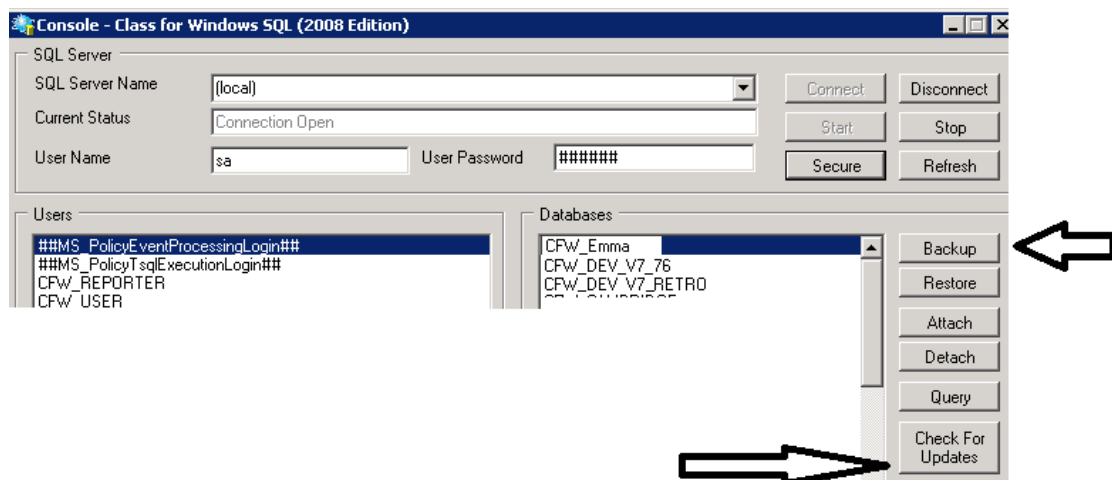 Console - Class for Windows SQL (2008 Edition)
SQL Server
SQL Server Name
(local)
Connect
Disconnect
Current Status
Connection Open
Start
Stop
User Name
sa
User Password
######
Secure
Refresh
Users
Databases
##MS_PolicyEventProcessingLogin##
##MS_PolicyTsqlExecutionLogin##
CFW_REPORTER
CFW_USER
CFW_Emma
CFW_DEV_V7_76
CFW_DEV_V7_RETRO
Backup
Restore
Attach
Detach
Query
Check For
Updates